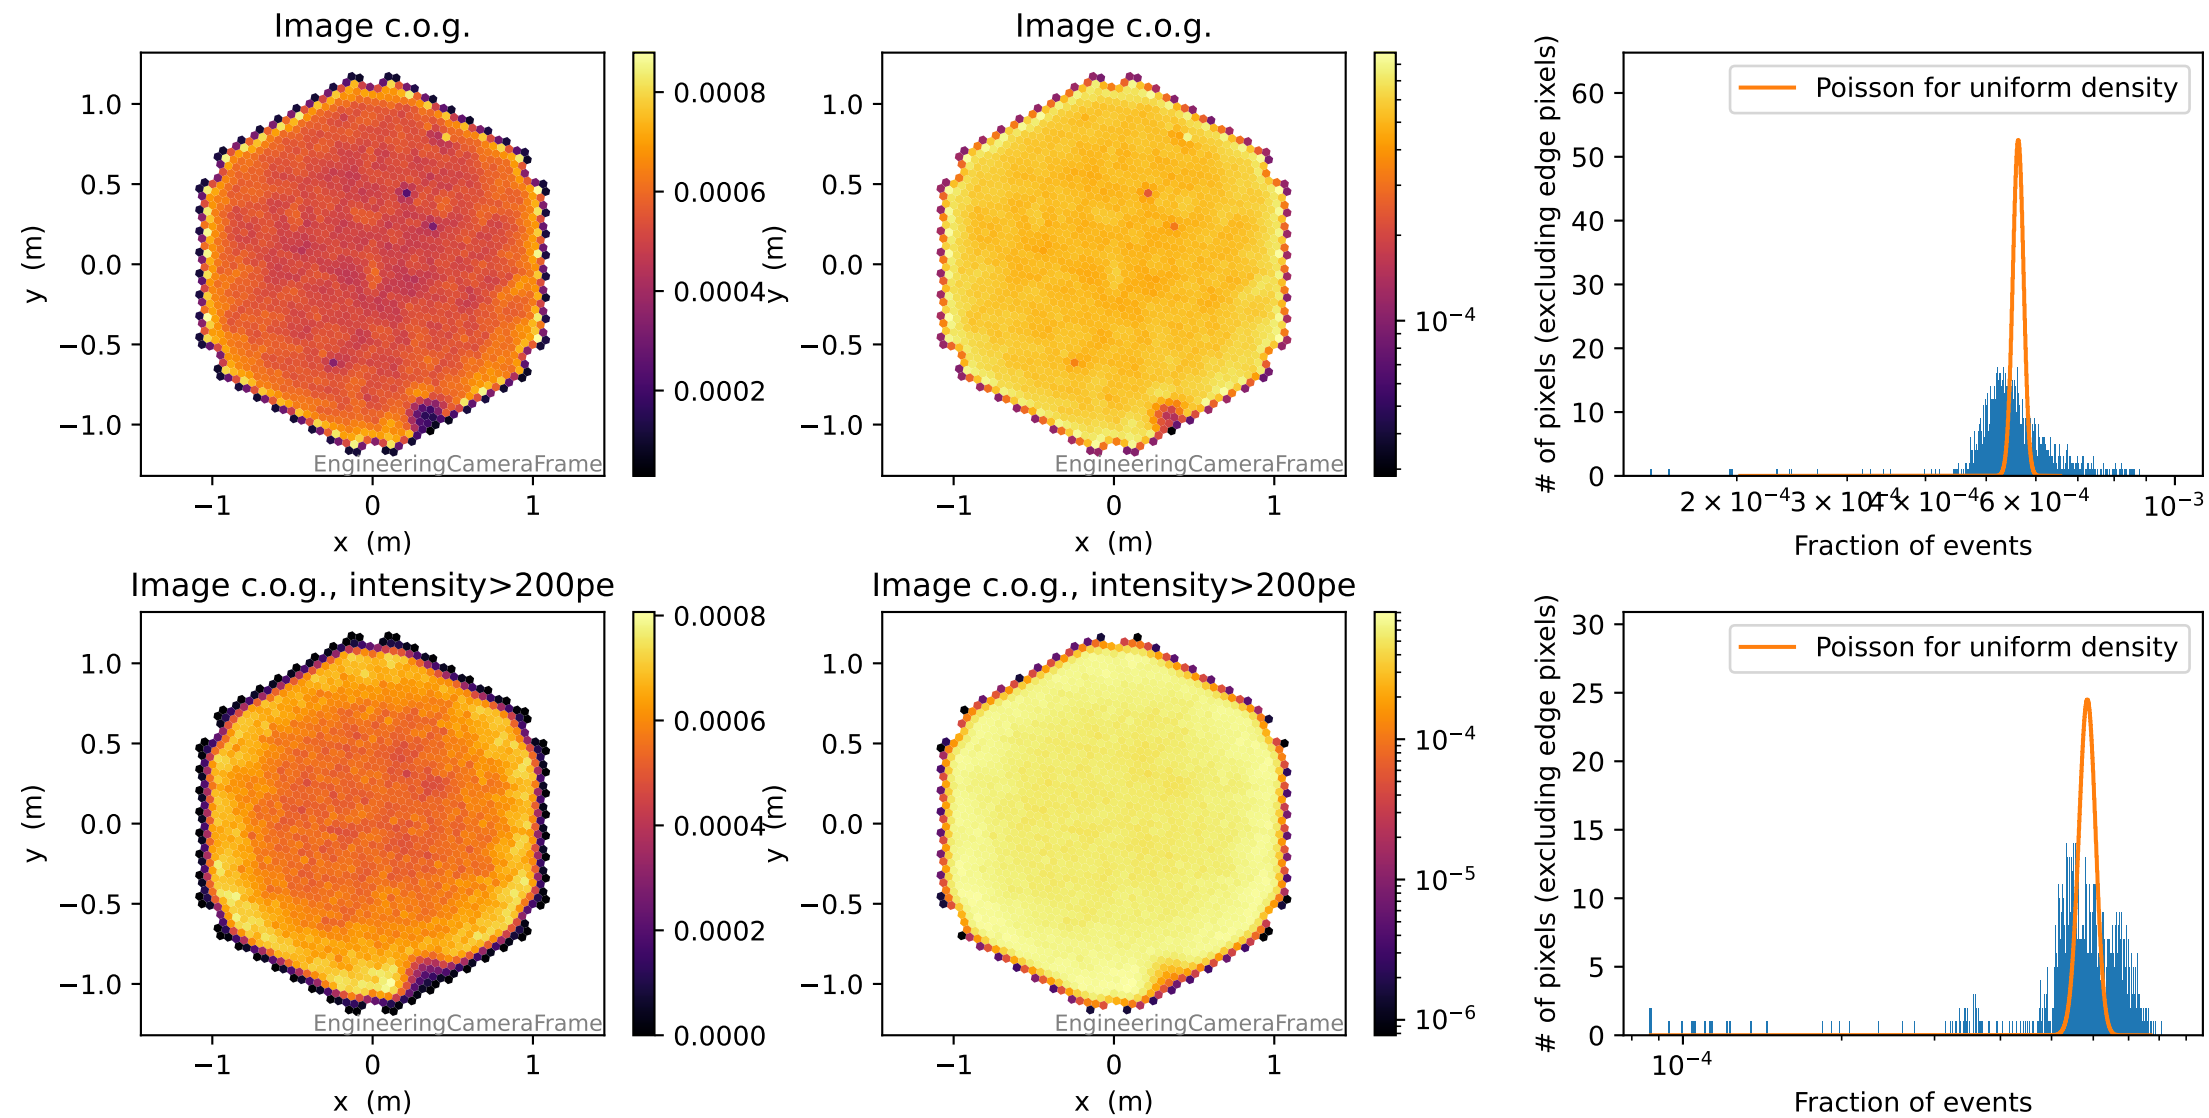 Image c.o.g.
1.0
0.5
0.0
−0.5
−1.0
y (m)
−1
0
1
x (m)
EngineeringCameraFrame
0.0008
0.0006
0.0004
0.0002
Image c.o.g.
1.0
0.5
0.0
−0.5
−1.0
y (m)
−1
0
1
x (m)
EngineeringCameraFrame
10⁻⁴
# of pixels (excluding edge pixels)
60
50
40
30
20
10
0
Poisson for uniform density
2×10⁻⁴
3×10⁻⁴
4×10⁻⁴
6×10⁻⁴
10⁻³
Fraction of events
Image c.o.g., intensity>200pe
1.0
0.5
0.0
−0.5
−1.0
y (m)
−1
0
1
x (m)
EngineeringCameraFrame
0.0008
0.0006
0.0004
0.0002
0.0000
Image c.o.g., intensity>200pe
1.0
0.5
0.0
−0.5
−1.0
y (m)
−1
0
1
x (m)
EngineeringCameraFrame
10⁻⁴
10⁻⁵
10⁻⁶
# of pixels (excluding edge pixels)
30
25
20
15
10
5
0
Poisson for uniform density
10⁻⁴
Fraction of events